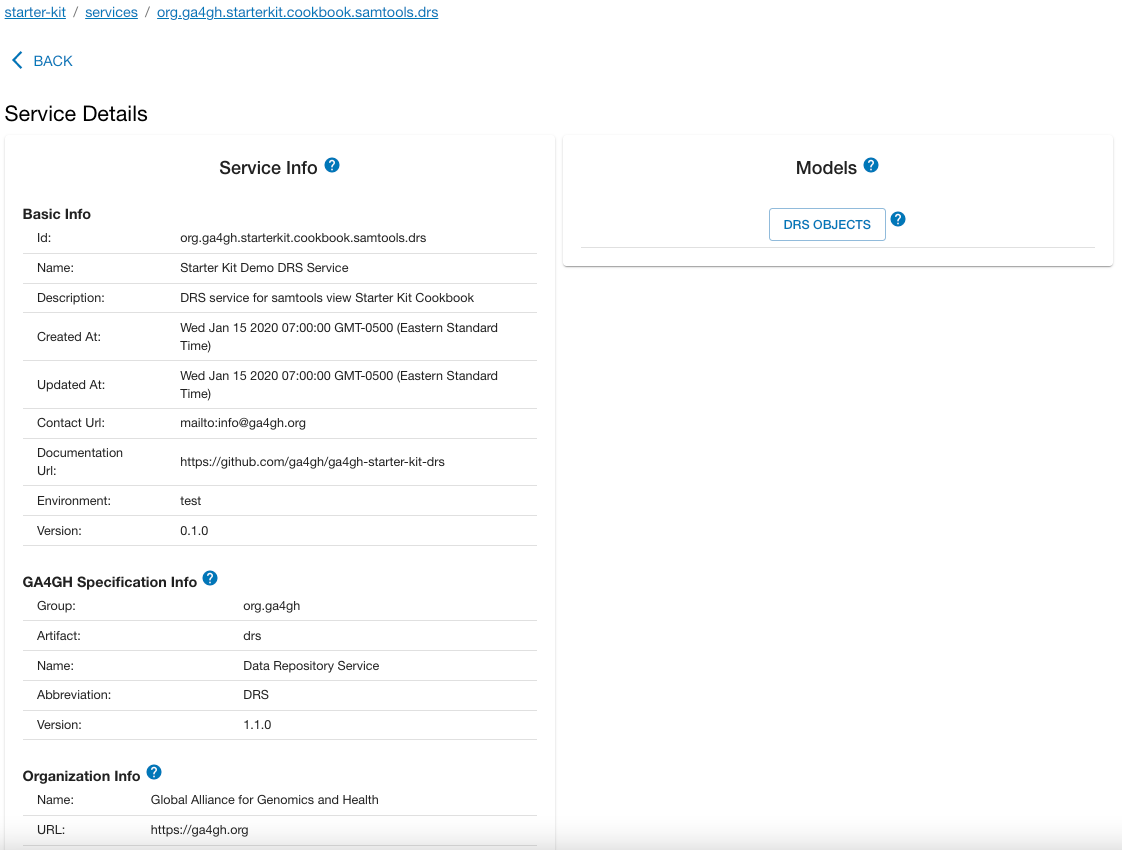 starter-kit / services / org.ga4gh.starterkit.cookbook.samtools.drs
BACK
Service Details
Service Info ?
Basic Info
Id: org.ga4gh.starterkit.cookbook.samtools.drs
Name: Starter Kit Demo DRS Service
Description: DRS service for samtools view Starter Kit Cookbook
Created At: Wed Jan 15 2020 07:00:00 GMT-0500 (Eastern Standard
Time)
Updated At: Wed Jan 15 2020 07:00:00 GMT-0500 (Eastern Standard
Time)
Contact Url: mailto:info@ga4gh.org
Documentation
Url: https://github.com/ga4gh/ga4gh-starter-kit-drs
Environment: test
Version: 0.1.0
GA4GH Specification Info ?
Group: org.ga4gh
Artifact: drs
Name: Data Repository Service
Abbreviation: DRS
Version: 1.1.0
Organization Info ?
Name: Global Alliance for Genomics and Health
URL: https://ga4gh.org
Models ?
DRS OBJECTS ?